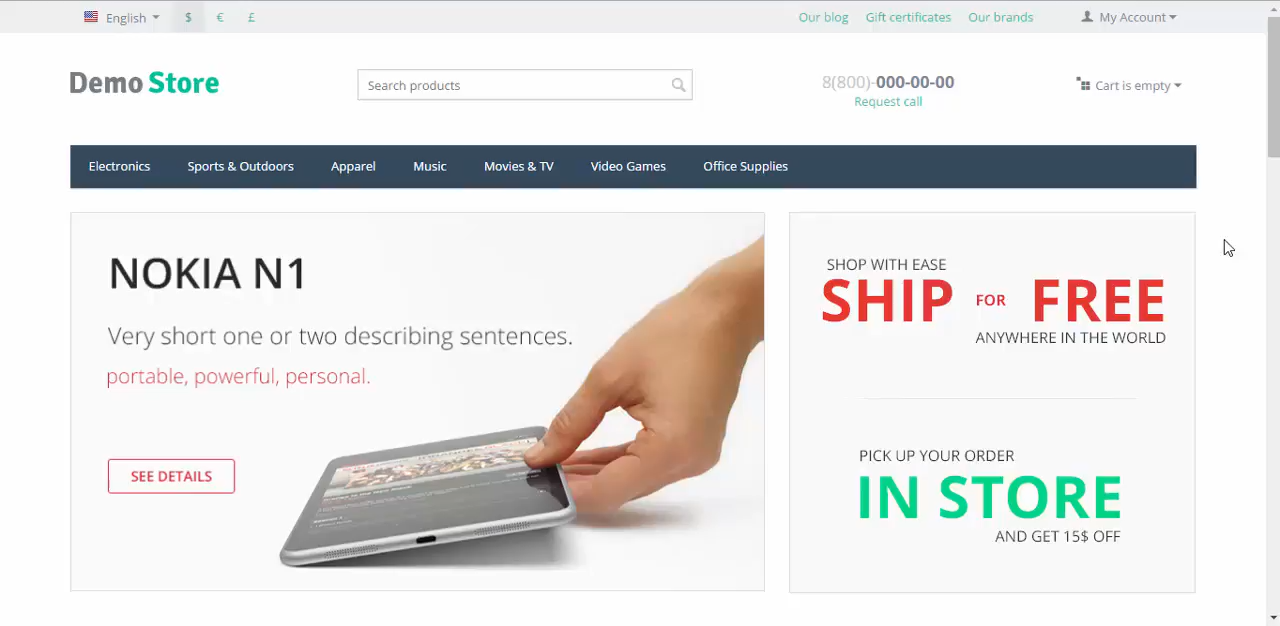 English $ € £ Our blog Gift certificates Our brands My Account
Demo Store Search products 8(800)-000-00-00 Cart is empty
Request call
Electronics Sports & Outdoors Apparel Music Movies & TV Video Games Office Supplies
NOKIA N1
Very short one or two describing sentences.
portable, powerful, personal.
SEE DETAILS
SHOP WITH EASE
SHIP FOR FREE
ANYWHERE IN THE WORLD
PICK UP YOUR ORDER
IN STORE
AND GET 15$ OFF